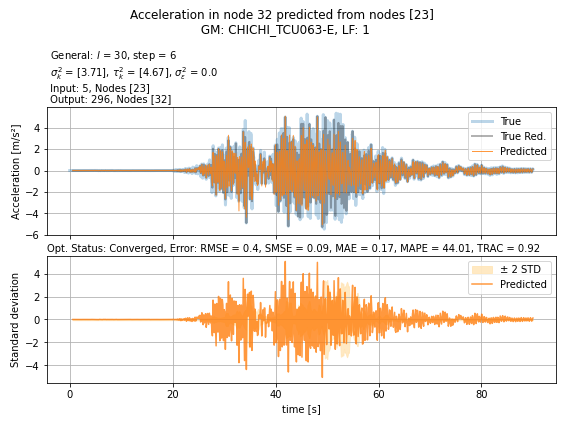 Acceleration in node 32 predicted from nodes [23]
GM: CHICHI_TCU063-E, LF: 1
General: l = 30, step = 6
σ²ₖ = [3.71], τ²ₖ = [4.67], σ²ₑ = 0.0
Input: 5, Nodes [23]
Output: 296, Nodes [32]
Acceleration [m/s²]
4
2
0
−2
−4
−6
True
True Red.
Predicted
Opt. Status: Converged, Error: RMSE = 0.4, SMSE = 0.09, MAE = 0.17, MAPE = 44.01, TRAC = 0.92
Standard deviation
4
2
0
−2
−4
± 2 STD
Predicted
0 20 40 60 80
time [s]